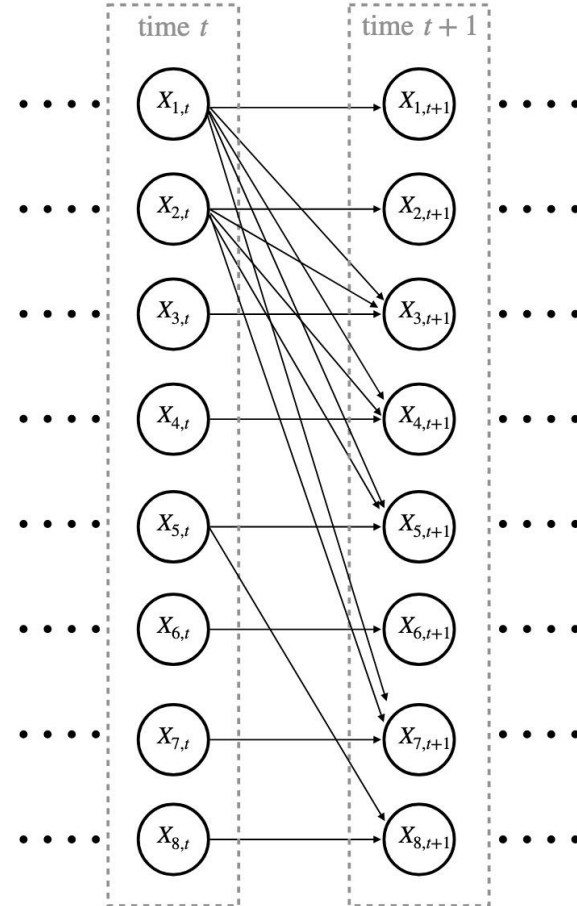 time t time t + 1
X1,t X1,t+1
X2,t X2,t+1
X3,t X3,t+1
X4,t X4,t+1
X5,t X5,t+1
X6,t X6,t+1
X7,t X7,t+1
X8,t X8,t+1